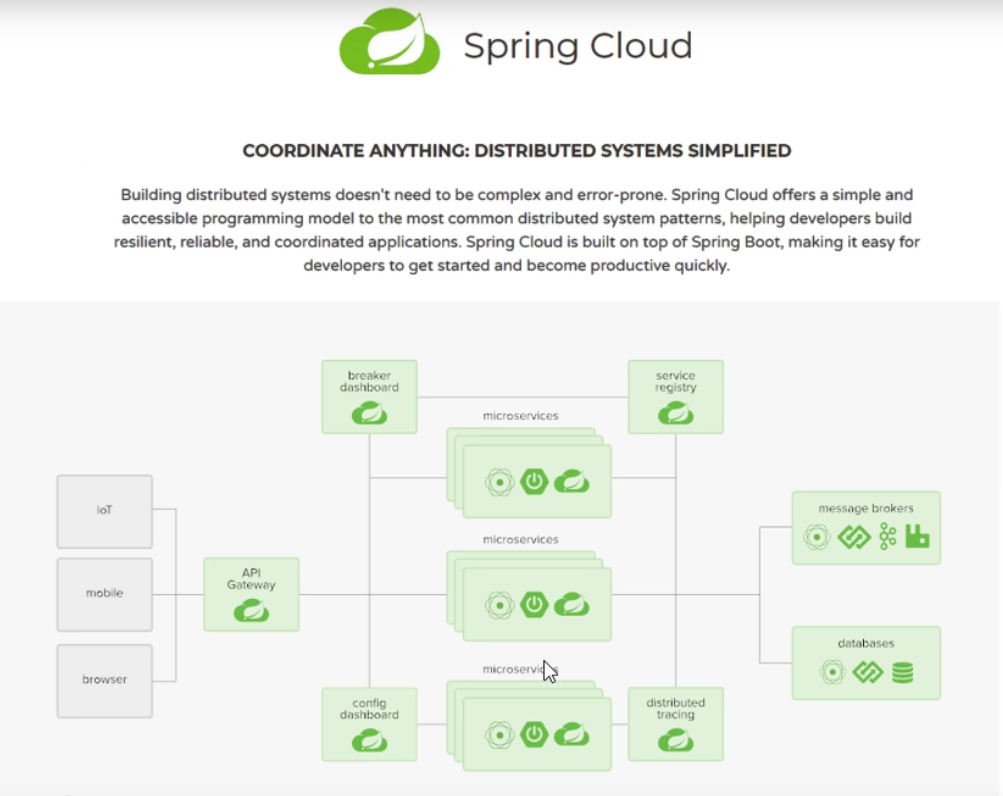 Spring Cloud
COORDINATE ANYTHING: DISTRIBUTED SYSTEMS SIMPLIFIED
Building distributed systems doesn't need to be complex and error-prone. Spring Cloud offers a simple and
accessible programming model to the most common distributed system patterns, helping developers build
resilient, reliable, and coordinated applications. Spring Cloud is built on top of Spring Boot, making it easy for
developers to get started and become productive quickly.
breaker
dashboard
service
registry
microservices
IoT
message brokers
microservices
API
Gateway
mobile
databases
microservices
browser
config
dashboard
distributed
tracing